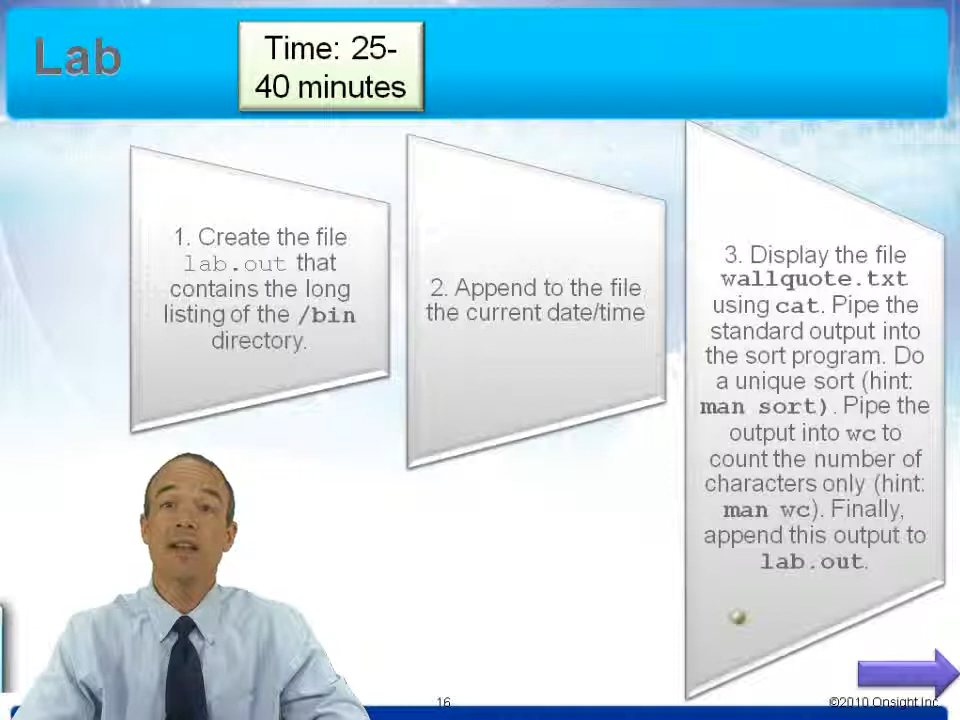 Lab
Time: 25-
40 minutes
1. Create the file
lab.out that
contains the long
listing of the /bin
directory.
2. Append to the file
the current date/time
3. Display the file
wallquote.txt
using cat. Pipe the
standard output into
the sort program. Do
a unique sort (hint:
man sort). Pipe the
output into wc to
count the number of
characters only (hint:
man wc). Finally,
append this output to
lab.out.
16
©2010 Onsight Inc